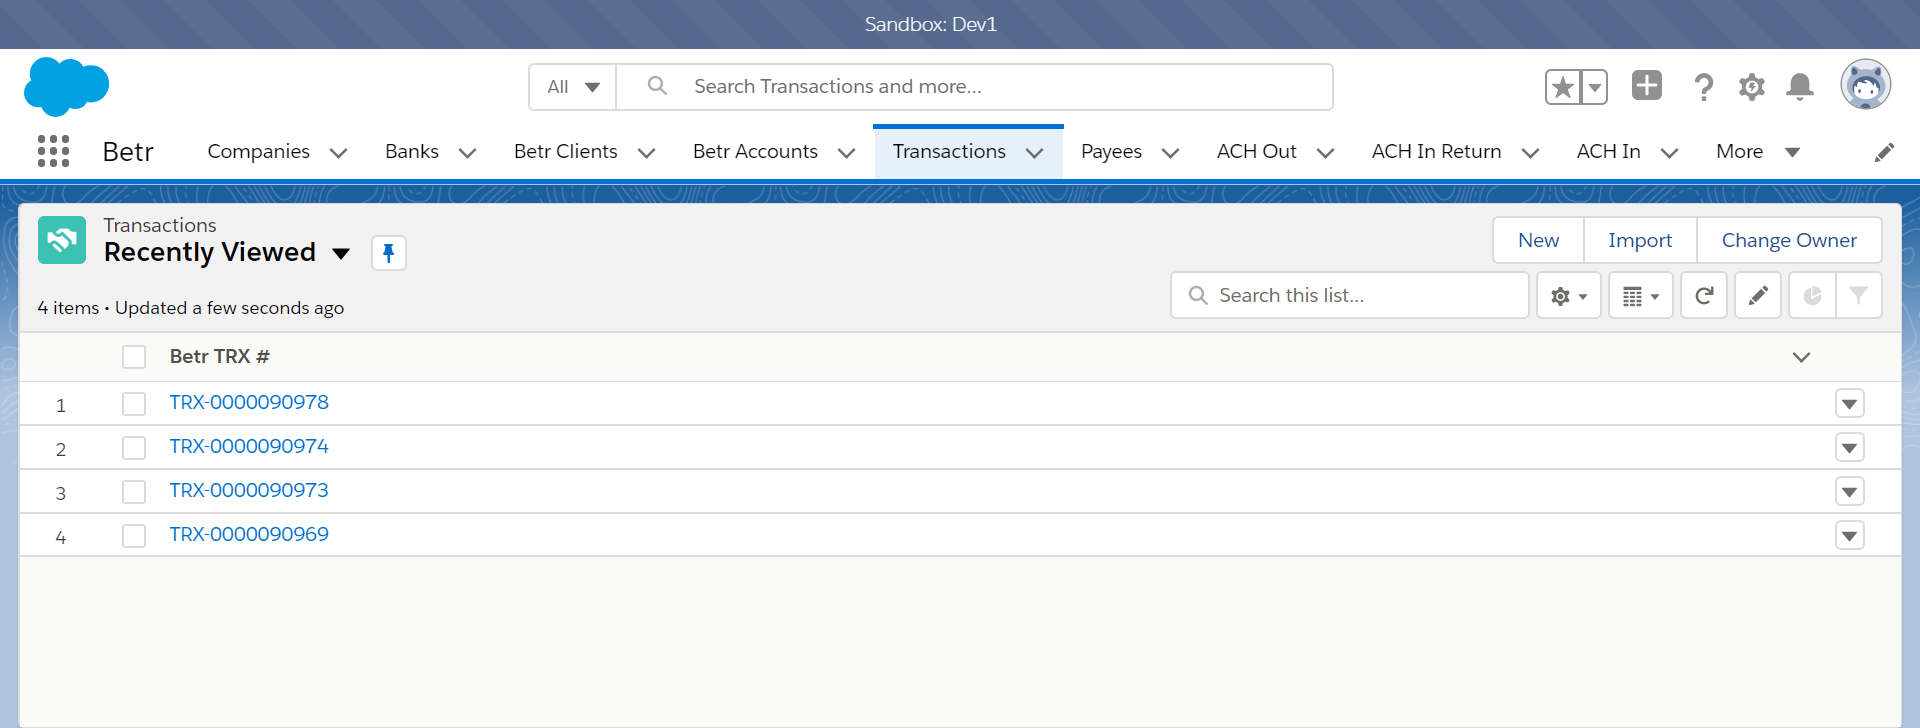 Sandbox: Dev1
All
Search Transactions and more...
Betr
Companies
Banks
Betr Clients
Betr Accounts
Transactions
Payees
ACH Out
ACH In Return
ACH In
More
Transactions
Recently Viewed
New
Import
Change Owner
4 items • Updated a few seconds ago
Search this list...
Betr TRX #
1 TRX-0000090978
2 TRX-0000090974
3 TRX-0000090973
4 TRX-0000090969